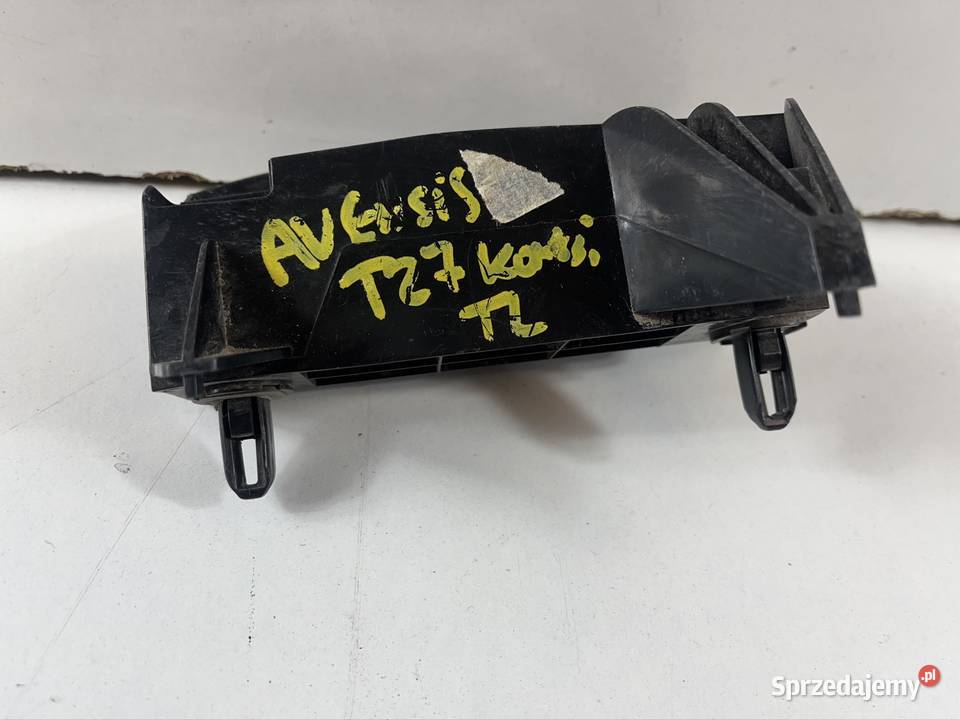 AVEnsis
T27 Kombi
TL
Sprzedajemy.pl